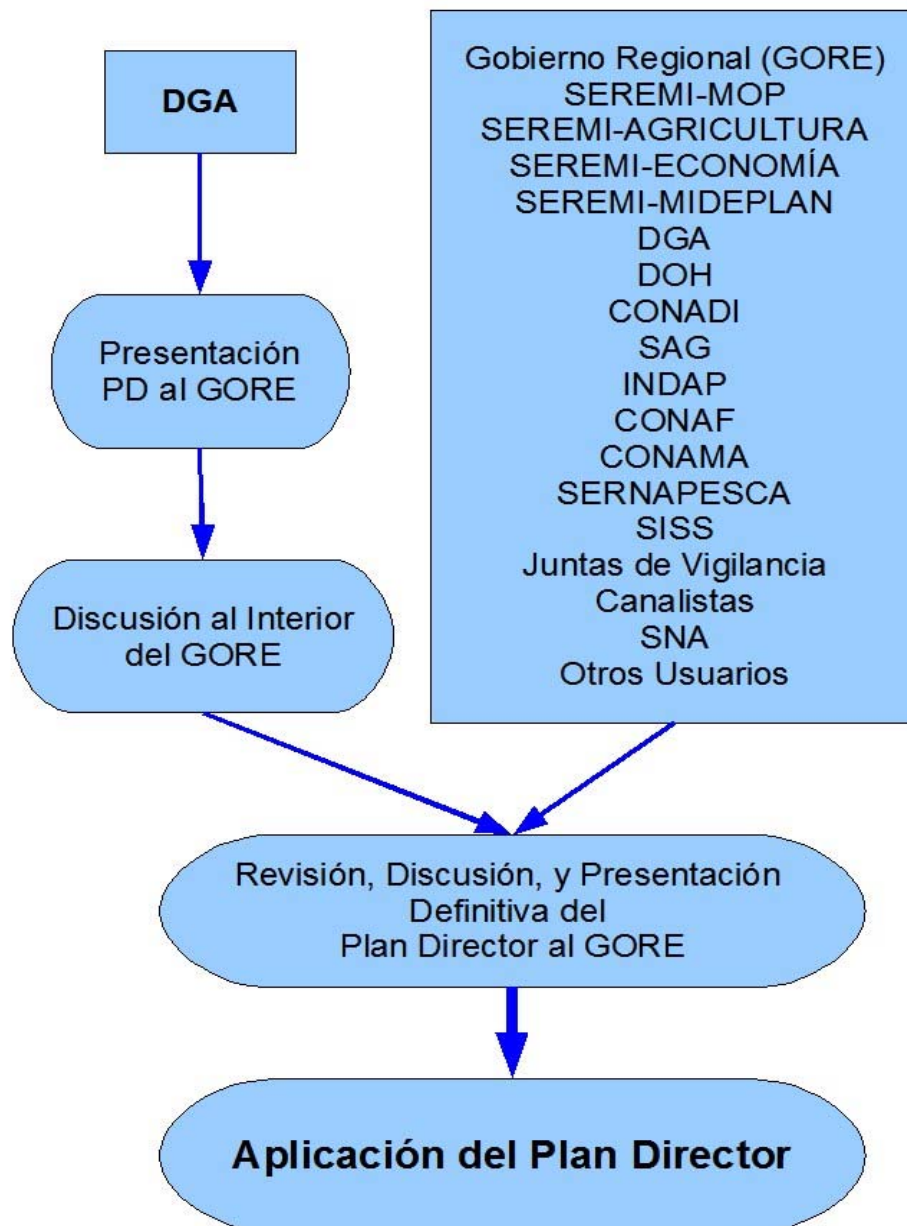 DGA
Presentación
PD al GORE
Discusión al Interior
del GORE
Gobierno Regional (GORE)
SEREMI-MOP
SEREMI-AGRICULTURA
SEREMI-ECONOMÍA
SEREMI-MIDEPLAN
DGA
DOH
CONADI
SAG
INDAP
CONAF
CONAMA
SERNAPESCA
SISS
Juntas de Vigilancia
Canalistas
SNA
Otros Usuarios
Revisión, Discusión, y Presentación
Definitiva del
Plan Director al GORE
Aplicación del Plan Director